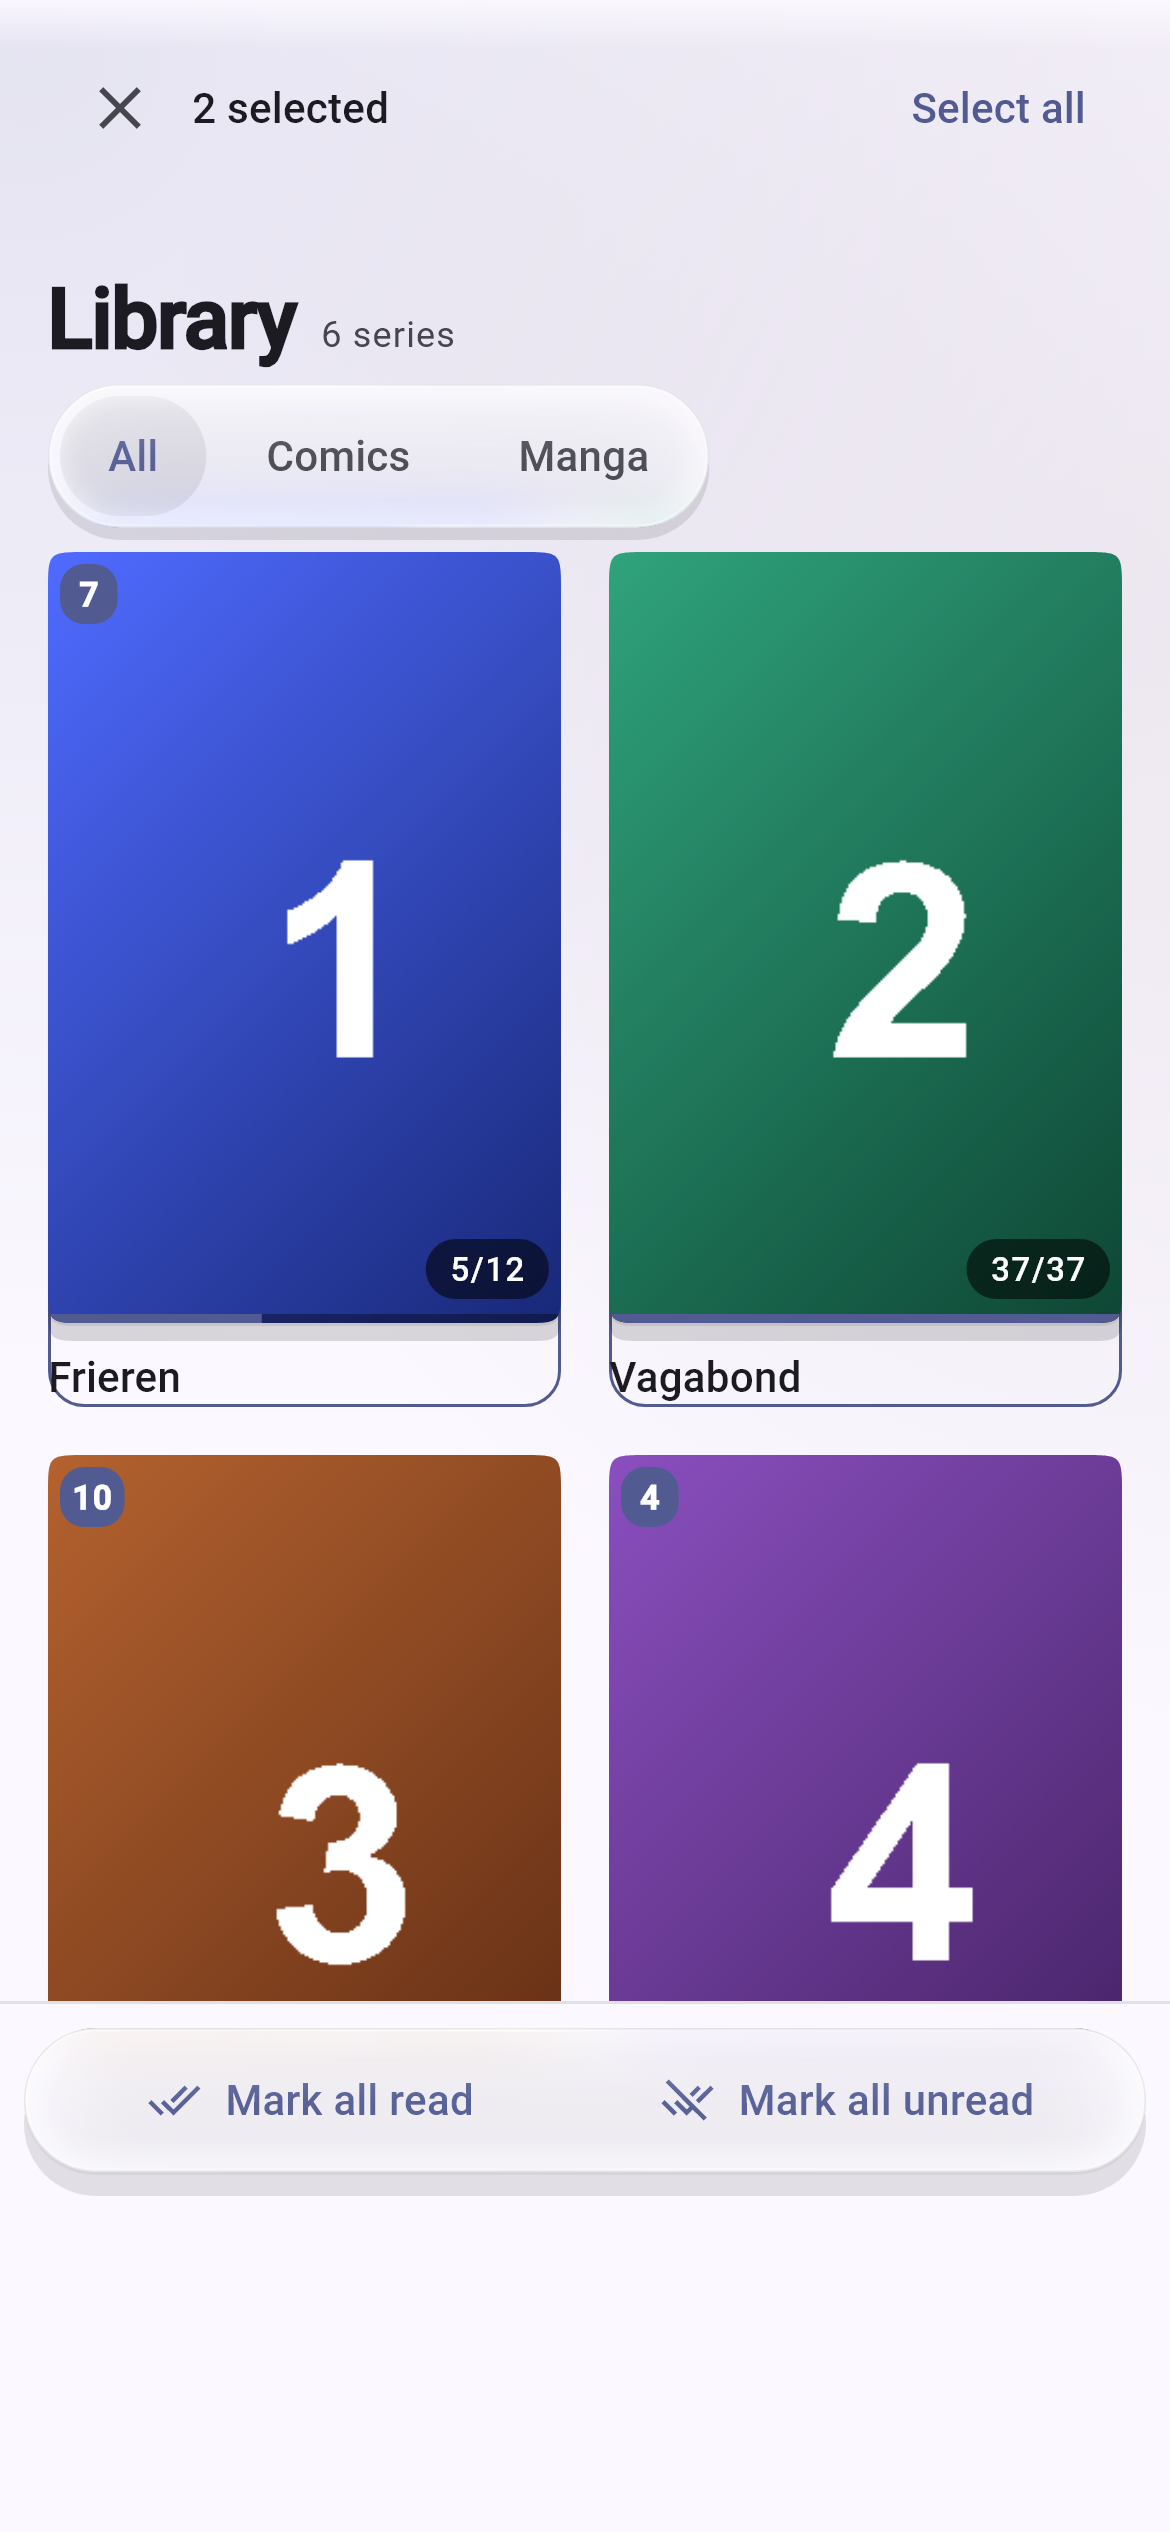 2 selected
Select all
Library
6 series
All
Comics
Manga
7
1
2
5/12
37/37
Frieren
Vagabond
10
4
3
4
Mark all read
Mark all unread